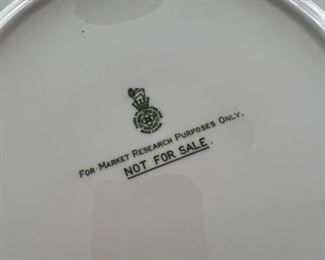 FOR MARKET RESEARCH PURPOSES ONLY.
NOT FOR SALE.